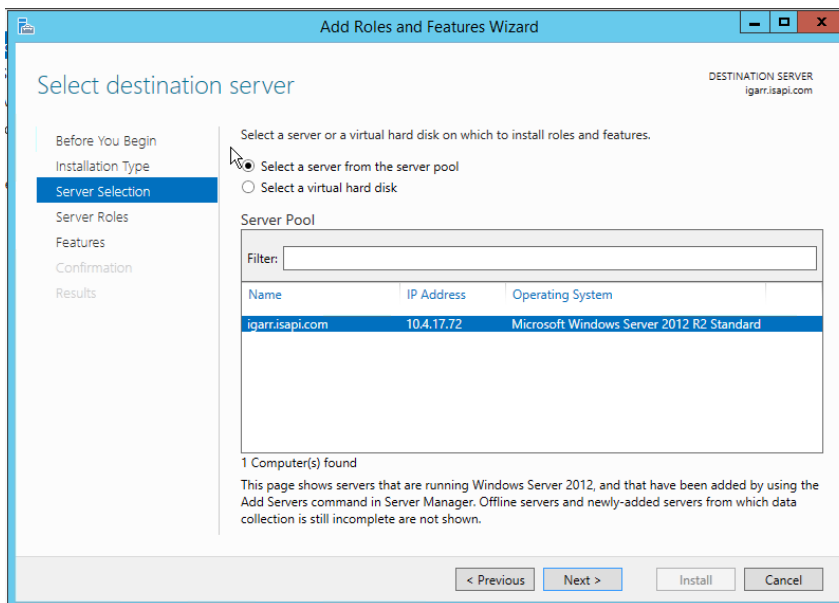 Add Roles and Features Wizard
Select destination server
DESTINATION SERVER
igarr.isapi.com
Before You Begin
Installation Type
Server Selection
Server Roles
Features
Confirmation
Results
Select a server or a virtual hard disk on which to install roles and features.
Select a server from the server pool
Select a virtual hard disk
Server Pool
Filter:
Name IP Address Operating System
igarr.isapi.com 10.4.17.72 Microsoft Windows Server 2012 R2 Standard
1 Computer(s) found
This page shows servers that are running Windows Server 2012, and that have been added by using the
Add Servers command in Server Manager. Offline servers and newly-added servers from which data
collection is still incomplete are not shown.
< Previous Next > Install Cancel